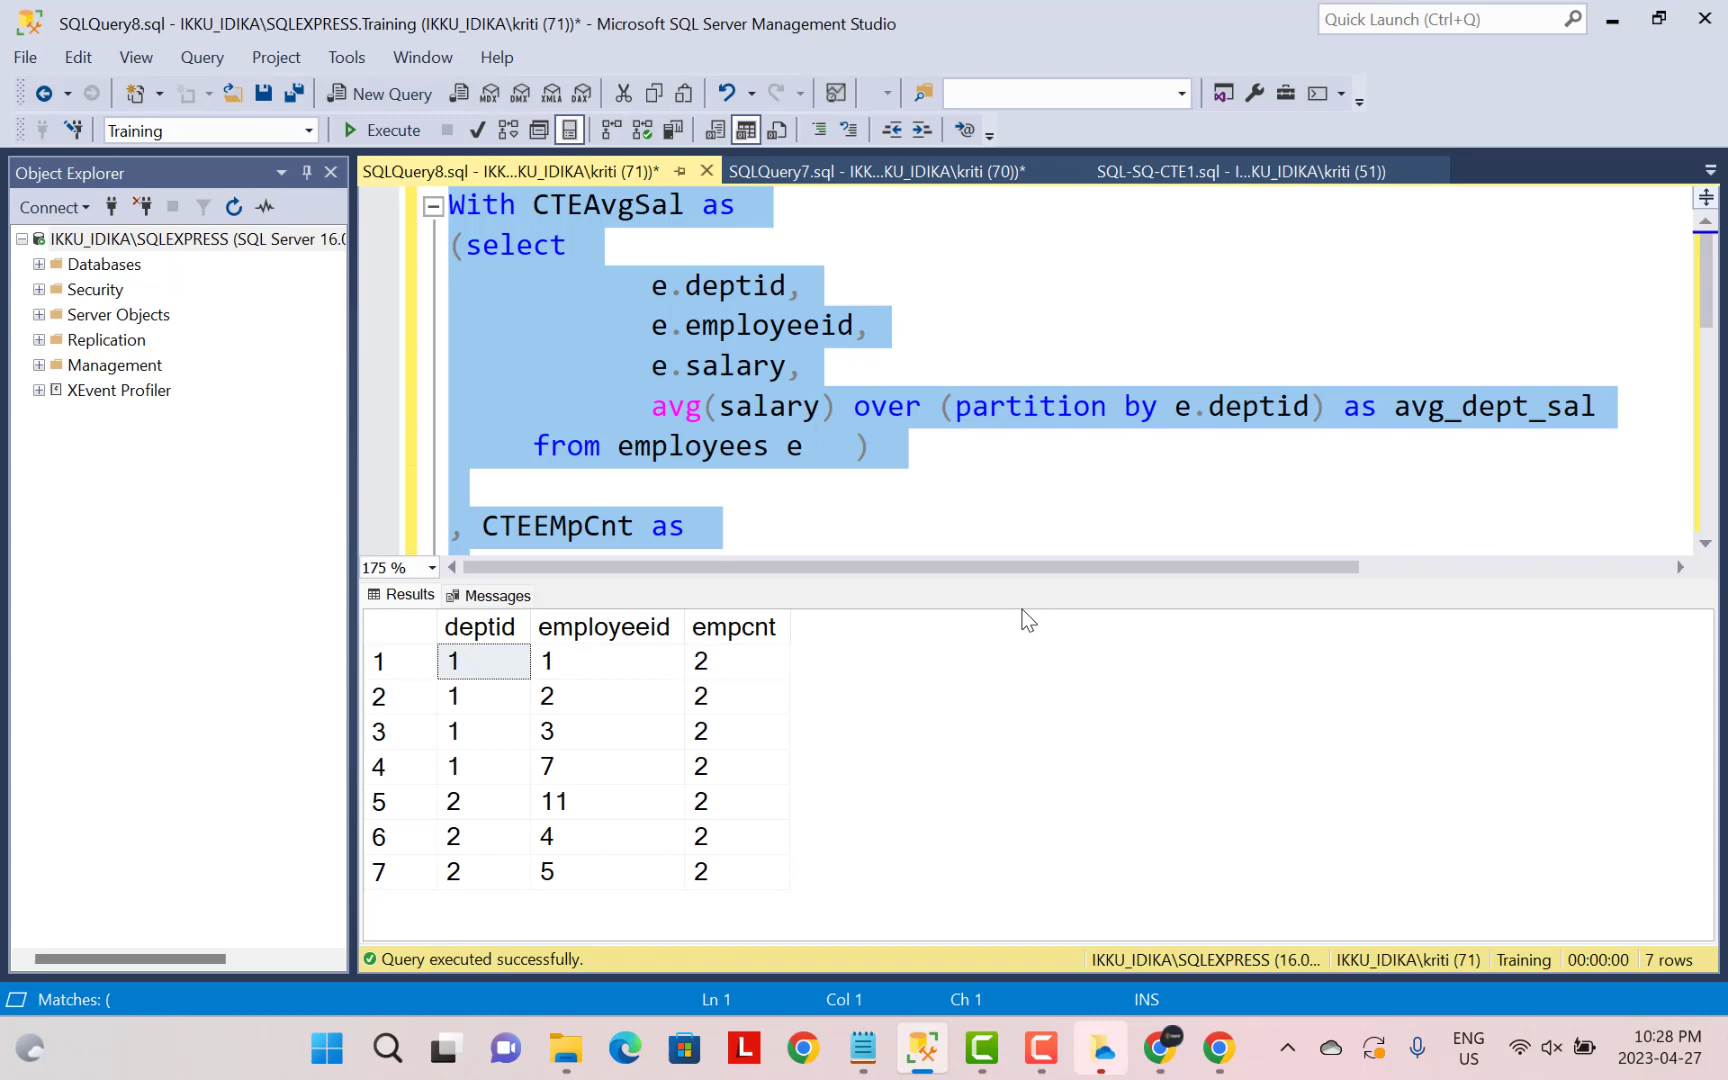 SQLQuery8.sql - IKKU_IDIKA\SQLEXPRESS.Training (IKKU_IDIKA\kriti (71))* - Microsoft SQL Server Management Studio
Quick Launch (Ctrl+Q)
File Edit View Query Project Tools Window Help
New Query MDX DMX XMLA DAX
Training Execute
Object Explorer
SQLQuery8.sql - IKK...KU_IDIKA\kriti (71))* SQLQuery7.sql - IKK...KU_IDIKA\kriti (70))* SQL-SQ-CTE1.sql - I...KU_IDIKA\kriti (51))
Connect
IKKU_IDIKA\SQLEXPRESS (SQL Server 16.0
Databases
Security
Server Objects
Replication
Management
XEvent Profiler
With CTEAvgSal as
(select
e.deptid,
e.employeeid,
e.salary,
avg(salary) over (partition by e.deptid) as avg_dept_sal
from employees e )
, CTEEMpCnt as
175 %
Results Messages
deptid employeeid empcnt
1 1 1 2
2 1 2 2
3 1 3 2
4 1 7 2
5 2 11 2
6 2 4 2
7 2 5 2
Query executed successfully. IKKU_IDIKA\SQLEXPRESS (16.0... IKKU_IDIKA\kriti (71) Training 00:00:00 7 rows
Matches: ( Ln 1 Col 1 Ch 1 INS
L
ENG
US
10:28 PM
2023-04-27